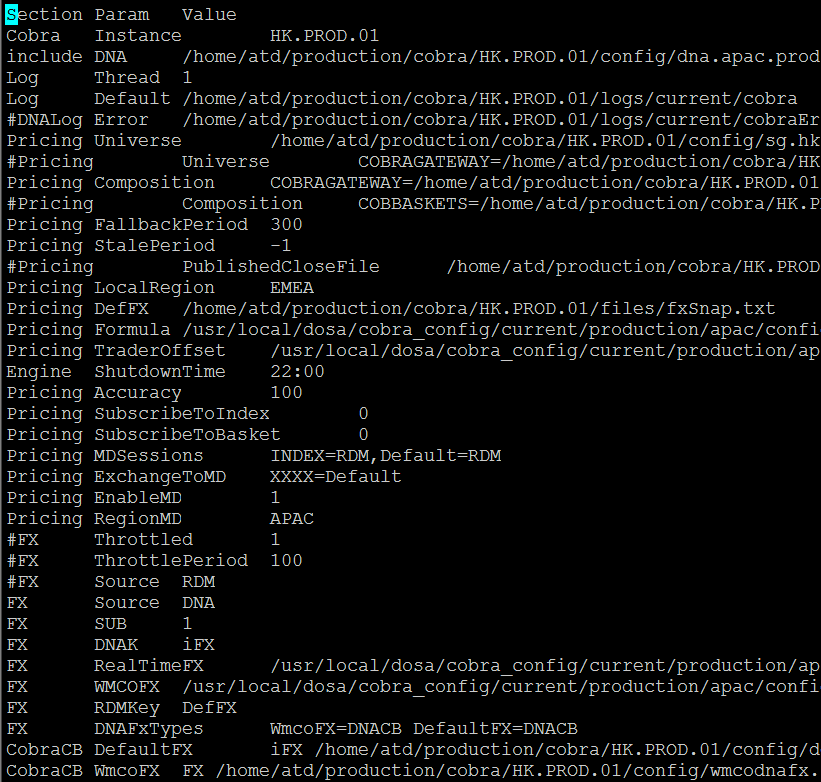 Section Param Value
Cobra Instance HK.PROD.01
include DNA /home/atd/production/cobra/HK.PROD.01/config/dna.apac.prod
Log Thread 1
Log Default /home/atd/production/cobra/HK.PROD.01/logs/current/cobra
#DNALog Error /home/atd/production/cobra/HK.PROD.01/logs/current/cobraEr
Pricing Universe /home/atd/production/cobra/HK.PROD.01/config/sg.hk
#Pricing Universe COBRAGATEWAY=/home/atd/production/cobra/HK
Pricing Composition COBRAGATEWAY=/home/atd/production/cobra/HK.PROD.01
#Pricing Composition COBBASKETS=/home/atd/production/cobra/HK.P
Pricing FallbackPeriod 300
Pricing StalePeriod -1
#Pricing PublishedCloseFile /home/atd/production/cobra/HK.PROD
Pricing LocalRegion EMEA
Pricing DefFX /home/atd/production/cobra/HK.PROD.01/files/fxSnap.txt
Pricing Formula /usr/local/dosa/cobra_config/current/production/apac/confi
Pricing TraderOffset /usr/local/dosa/cobra_config/current/production/ap
Engine ShutdownTime 22:00
Pricing Accuracy 100
Pricing SubscribeToIndex 0
Pricing SubscribeToBasket 0
Pricing MDSessions INDEX=RDM,Default=RDM
Pricing ExchangeToMD XXXX=Default
Pricing EnableMD 1
Pricing RegionMD APAC
#FX Throttled 1
#FX ThrottlePeriod 100
#FX Source RDM
FX Source DNA
FX SUB 1
FX DNAK iFX
FX RealTimeFX /usr/local/dosa/cobra_config/current/production/ap
FX WMCOFX /usr/local/dosa/cobra_config/current/production/apac/confi
FX RDMKey DefFX
FX DNAFxTypes WmcoFX=DNACB DefaultFX=DNACB
CobraCB DefaultFX iFX /home/atd/production/cobra/HK.PROD.01/config/d
CobraCB WmcoFX FX /home/atd/production/cobra/HK.PROD.01/config/wmcodnafx.